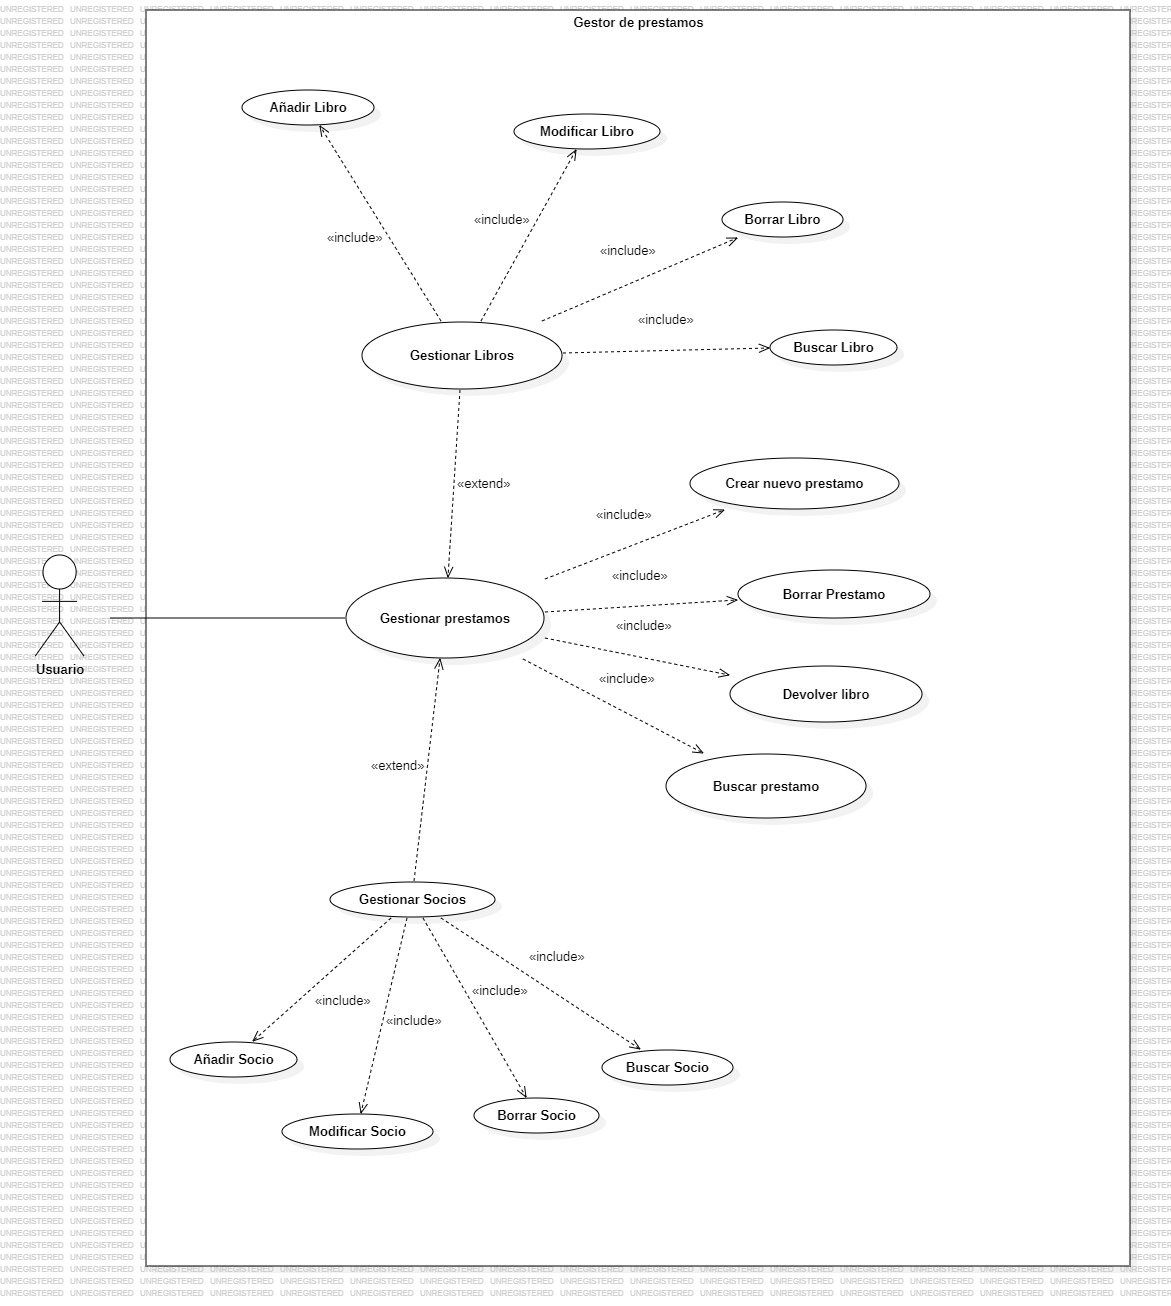 Gestor de prestamos
Añadir Libro
Modificar Libro
Borrar Libro
«include»
«include»
«include»
«include»
Buscar Libro
Gestionar Libros
«extend»
Crear nuevo prestamo
«include»
«include»
Borrar Prestamo
Gestionar prestamos
«include»
Usuario
«include»
Devolver libro
«extend»
Buscar prestamo
Gestionar Socios
«include»
«include»
«include»
«include»
Añadir Socio
Buscar Socio
Modificar Socio
Borrar Socio
UNREGISTERED